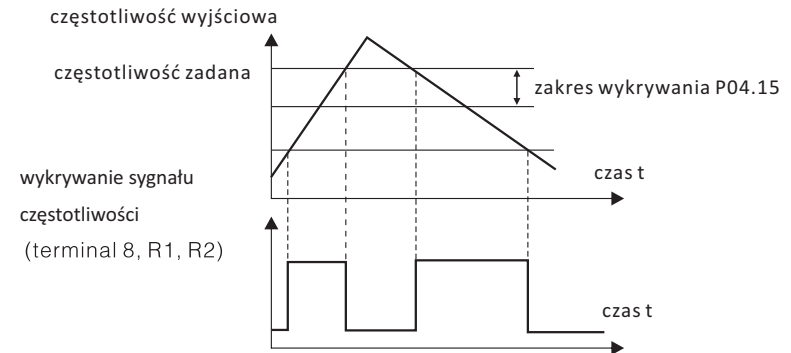 częstotliwość wyjściowa
częstotliwość zadana
zakres wykrywania P04.15
czas t
wykrywanie sygnału
częstotliwości
(terminal 8, R1, R2)
czas t